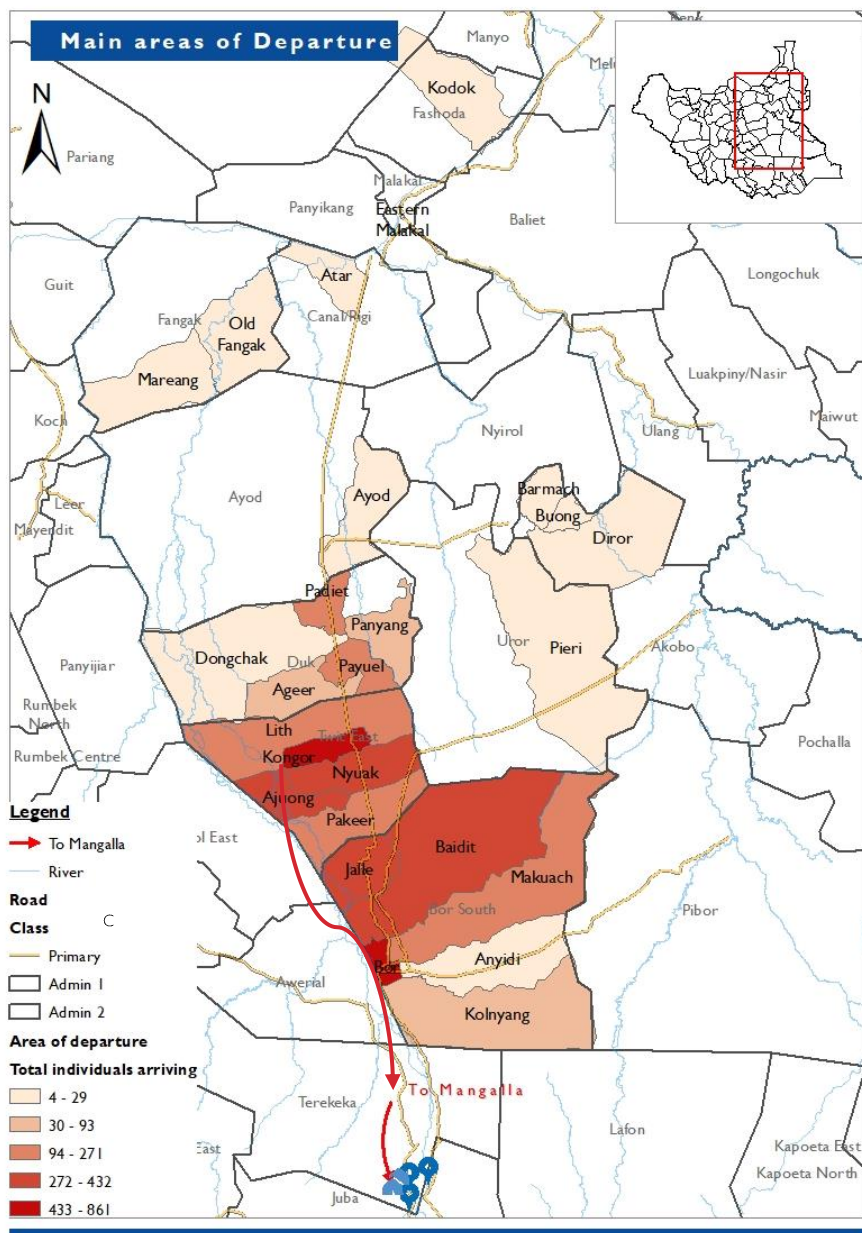 Main areas of Departure
Manyo
Kodok
Fashoda
N
Pariang
Malakal
Panyikang
Eastern
Malakal
Baliet
Longochuk
Guit
Atar
Fangak
Old
Fangak
Canal/Pigi
Mareang
Luakpiny/Nasir
Maiwut
Koch
Nyirol
Ulang
Ayod
Ayod
Barmach
Leer
Buong
Mayendit
Diror
Padiet
Panyang
Uror
Pieri
Akobo
Panyijiar
Dongchak
Duk
Payuel
Ageer
Rumbek
North
Lith
Twic East
Pochalla
Rumbek Centre
Kongor
Nyuak
Ajuong
Pakeer
Baidit
Jalle
Makuach
Bor South
Pibor
Anyidi
Bor
Awerial
Kolnyang
To Mangalla
Terekeka
Lafon
East
Kapoeta East
Kapoeta North
Juba
Legend
To Mangalla
ol East
River
Road
C
Class
Primary
Admin 1
Admin 2
Area of departure
Total individuals arriving
4 - 29
30 - 93
94 - 271
272 - 432
433 - 861